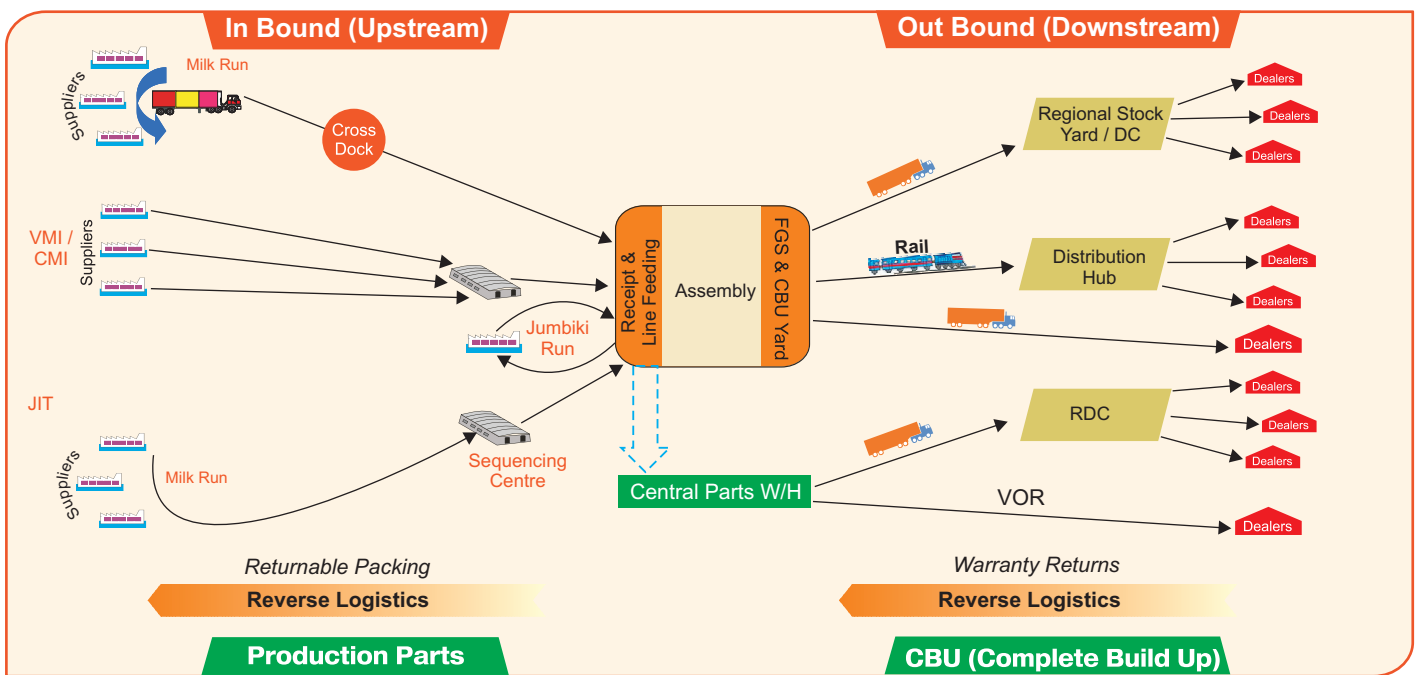 In Bound (Upstream)
Out Bound (Downstream)
Suppliers
Milk Run
Cross
Dock
VMI /
CMI
Suppliers
Jumbiki
Run
JIT
Suppliers
Milk Run
Sequencing
Centre
Receipt &
Line Feeding
Assembly
FGS & CBU Yard
Central Parts W/H
Rail
Regional Stock
Yard / DC
Dealers
Dealers
Dealers
Distribution
Hub
Dealers
Dealers
Dealers
Dealers
RDC
Dealers
Dealers
Dealers
VOR
Dealers
Returnable Packing
Reverse Logistics
Production Parts
Warranty Returns
Reverse Logistics
CBU (Complete Build Up)